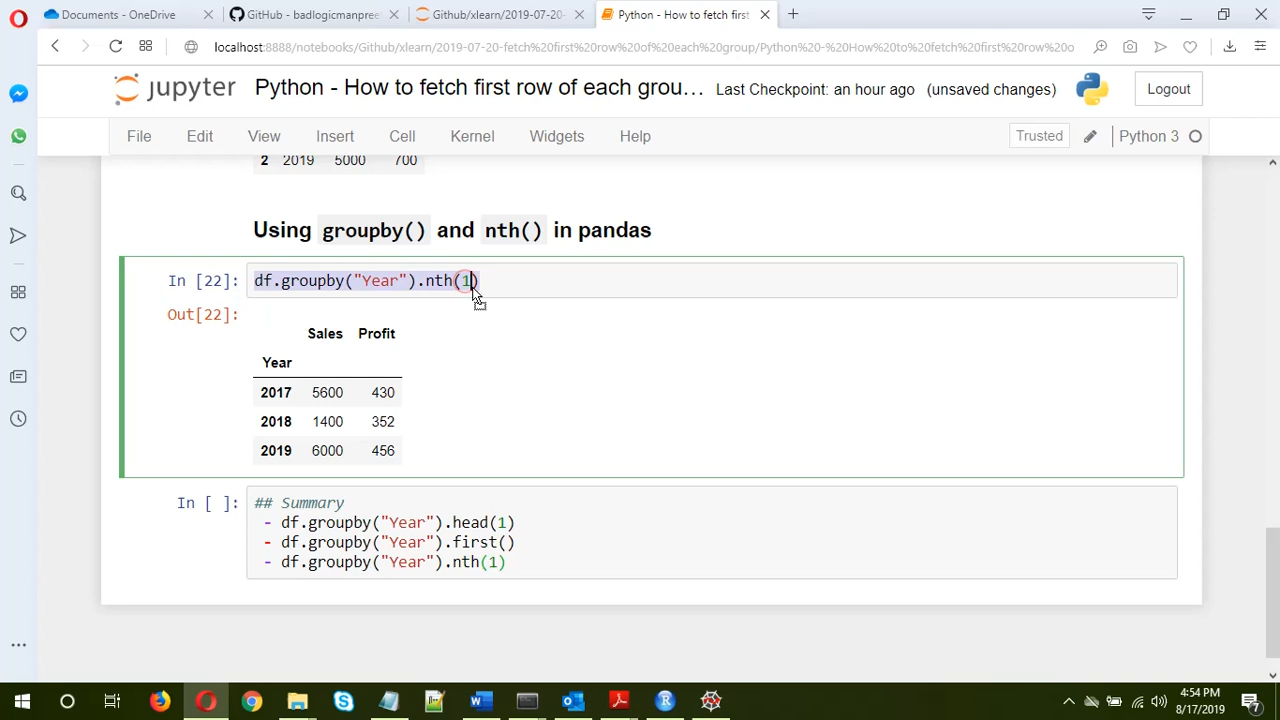 Documents - OneDrive
GitHub - badlogicmanpree
Github/xlearn/2019-07-20-
Python - How to fetch first
localhost:8888/notebooks/Github/xlearn/2019-07-20-fetch%20first%20row%20of%20each%20group/Python%20-%20How%20to%20fetch%20first%20row%20o
jupyter Python - How to fetch first row of each grou... Last Checkpoint: an hour ago (unsaved changes) Logout
File Edit View Insert Cell Kernel Widgets Help Trusted Python 3
2 2019 5000 700
Using groupby() and nth() in pandas
In [22]: df.groupby("Year").nth(1)
Out[22]:
Sales Profit
Year
2017 5600 430
2018 1400 352
2019 6000 456
In [ ]: ## Summary
- df.groupby("Year").head(1)
- df.groupby("Year").first()
- df.groupby("Year").nth(1)
4:54 PM
8/17/2019
7